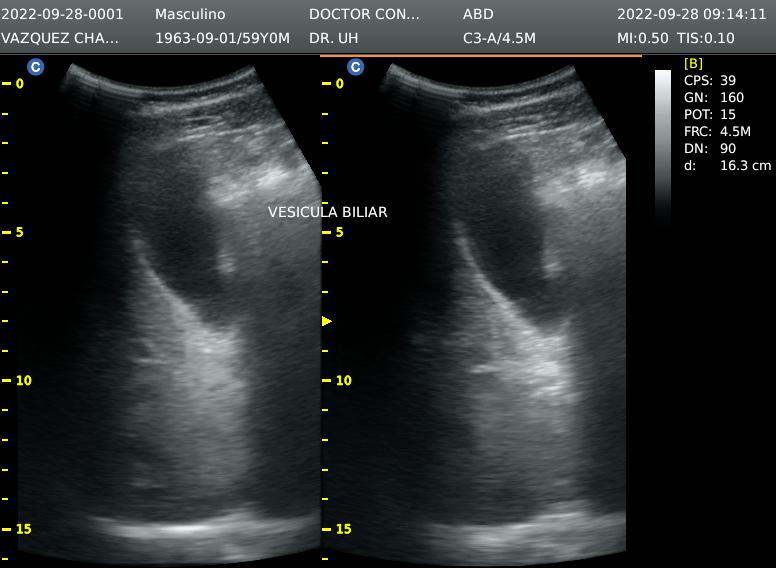 2022-09-28-0001 Masculino DOCTOR CON... ABD 2022-09-28 09:14:11
VAZQUEZ CHA... 1963-09-01/59Y0M DR. UH C3-A/4.5M MI:0.50 TIS:0.10
C C
[B]
CPS: 39
GN: 160
POT: 15
FRC: 4.5M
DN: 90
d: 16.3 cm
0 0
VESICULA BILIAR
5 5
10 10
15 15